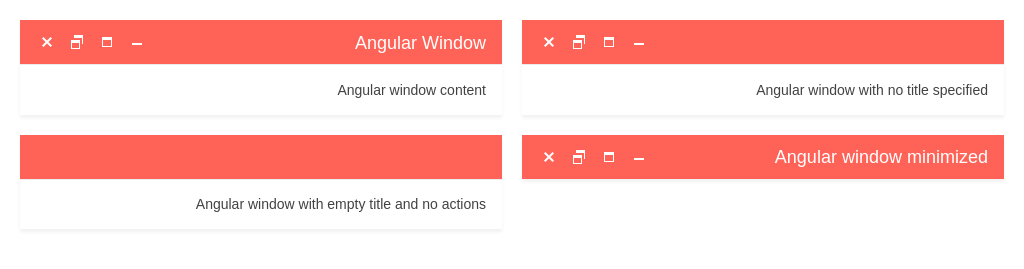 Angular Window
Angular window content
Angular window with no title specified
Angular window with empty title and no actions
Angular window minimized